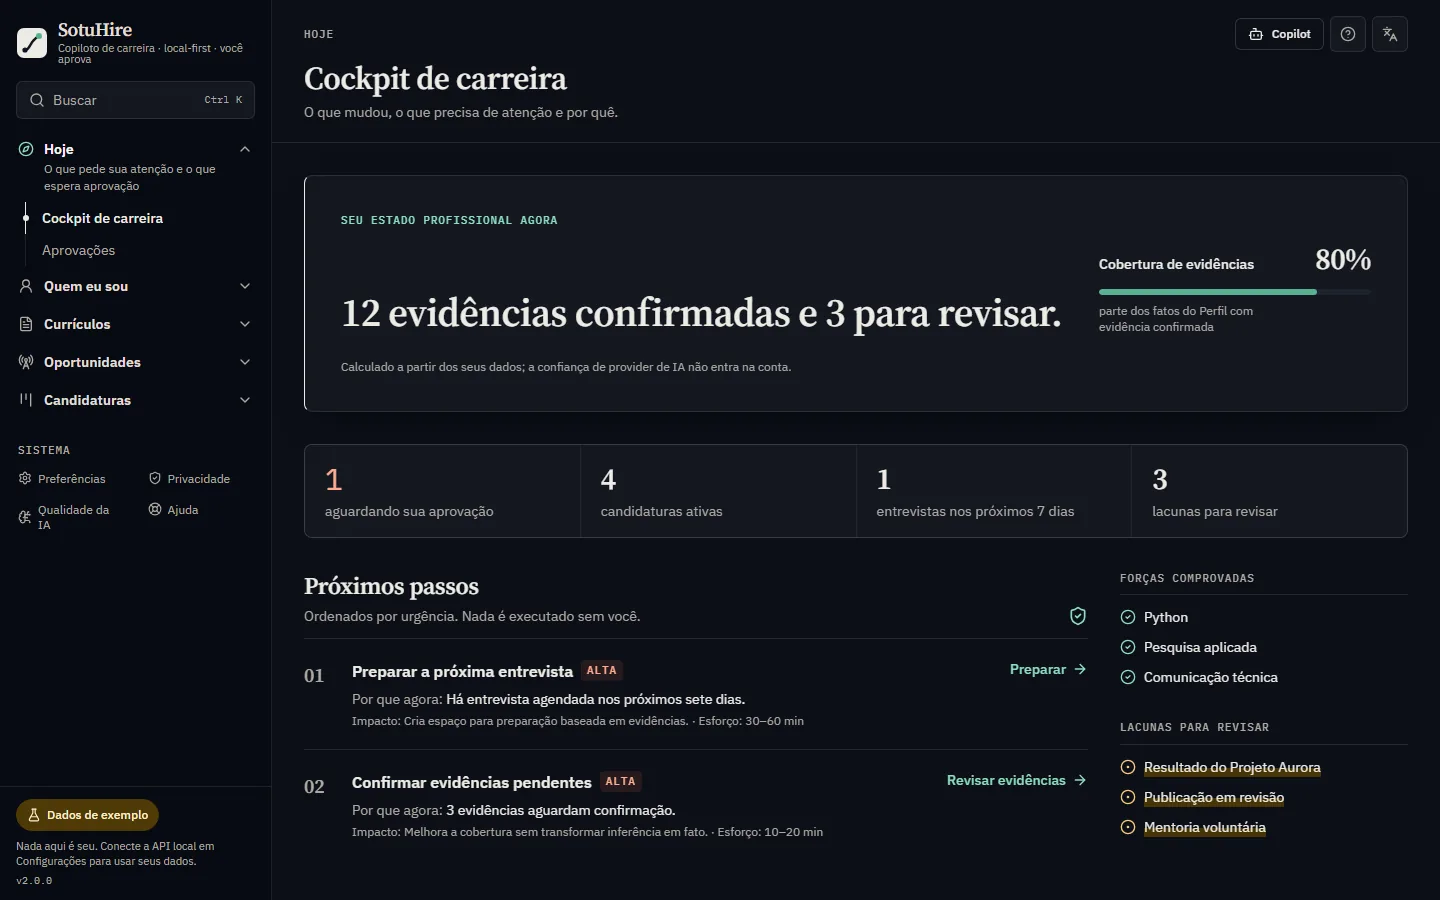 SotuHire
Copiloto de carreira · local-first · você
aprova
Buscar Ctrl K
Hoje
O que pede sua atenção e o que
espera aprovação
Cockpit de carreira
Aprovações
Quem eu sou
Currículos
Oportunidades
Candidaturas
SISTEMA
Preferências Privacidade
Qualidade da
IA
Ajuda
Dados de exemplo
Nada aqui é seu. Conecte a API local em
Configurações para usar seus dados.
v2.0.0
HOJE
Copilot
Cockpit de carreira
O que mudou, o que precisa de atenção e por quê.
SEU ESTADO PROFISSIONAL AGORA
12 evidências confirmadas e 3 para revisar.
Calculado a partir dos seus dados; a confiança de provider de IA não entra na conta.
Cobertura de evidências 80%
parte dos fatos do Perfil com
evidência confirmada
1
aguardando sua aprovação
4
candidaturas ativas
1
entrevistas nos próximos 7 dias
3
lacunas para revisar
Próximos passos
Ordenados por urgência. Nada é executado sem você.
01 Preparar a próxima entrevista ALTA Preparar →
Por que agora: Há entrevista agendada nos próximos sete dias.
Impacto: Cria espaço para preparação baseada em evidências. · Esforço: 30–60 min
02 Confirmar evidências pendentes ALTA Revisar evidências →
Por que agora: 3 evidências aguardam confirmação.
Impacto: Melhora a cobertura sem transformar inferência em fato. · Esforço: 10–20 min
FORÇAS COMPROVADAS
Python
Pesquisa aplicada
Comunicação técnica
LACUNAS PARA REVISAR
Resultado do Projeto Aurora
Publicação em revisão
Mentoria voluntária